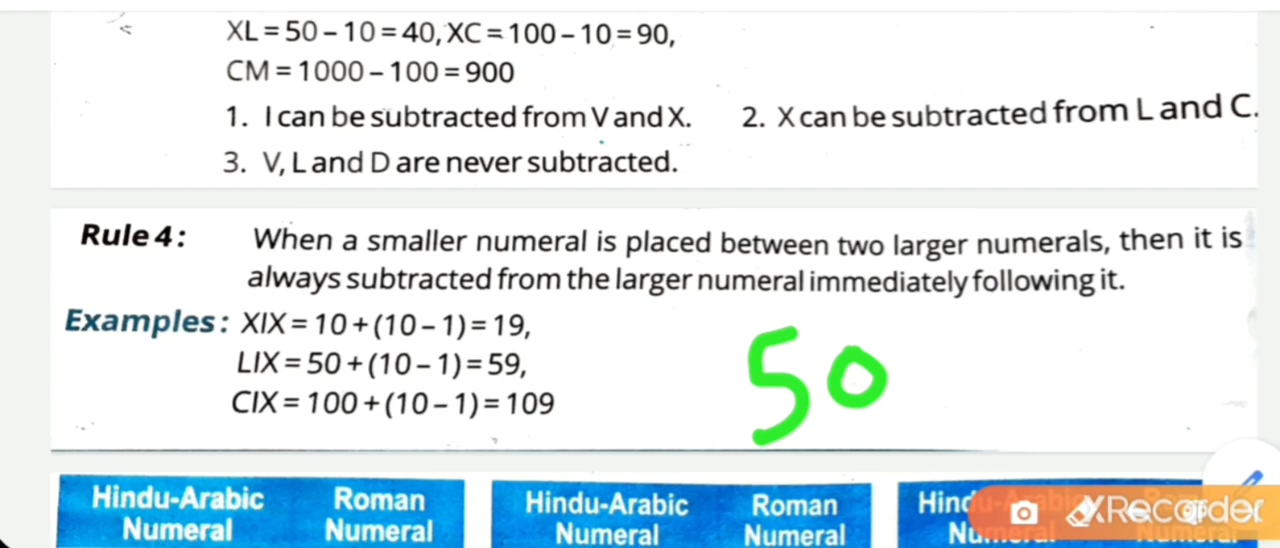 XL = 50 – 10 = 40, XC = 100 – 10 = 90,
CM = 1000 – 100 = 900
1. I can be subtracted from V and X. 2. X can be subtracted from L and C.
3. V, L and D are never subtracted.
Rule 4: When a smaller numeral is placed between two larger numerals, then it is
always subtracted from the larger numeral immediately following it.
Examples: XIX = 10 + (10 – 1) = 19,
LIX = 50 + (10 – 1) = 59,
CIX = 100 + (10 – 1) = 109
50
Hindu-Arabic Numeral Roman Numeral
Hindu-Arabic Numeral Roman Numeral
XRecorder